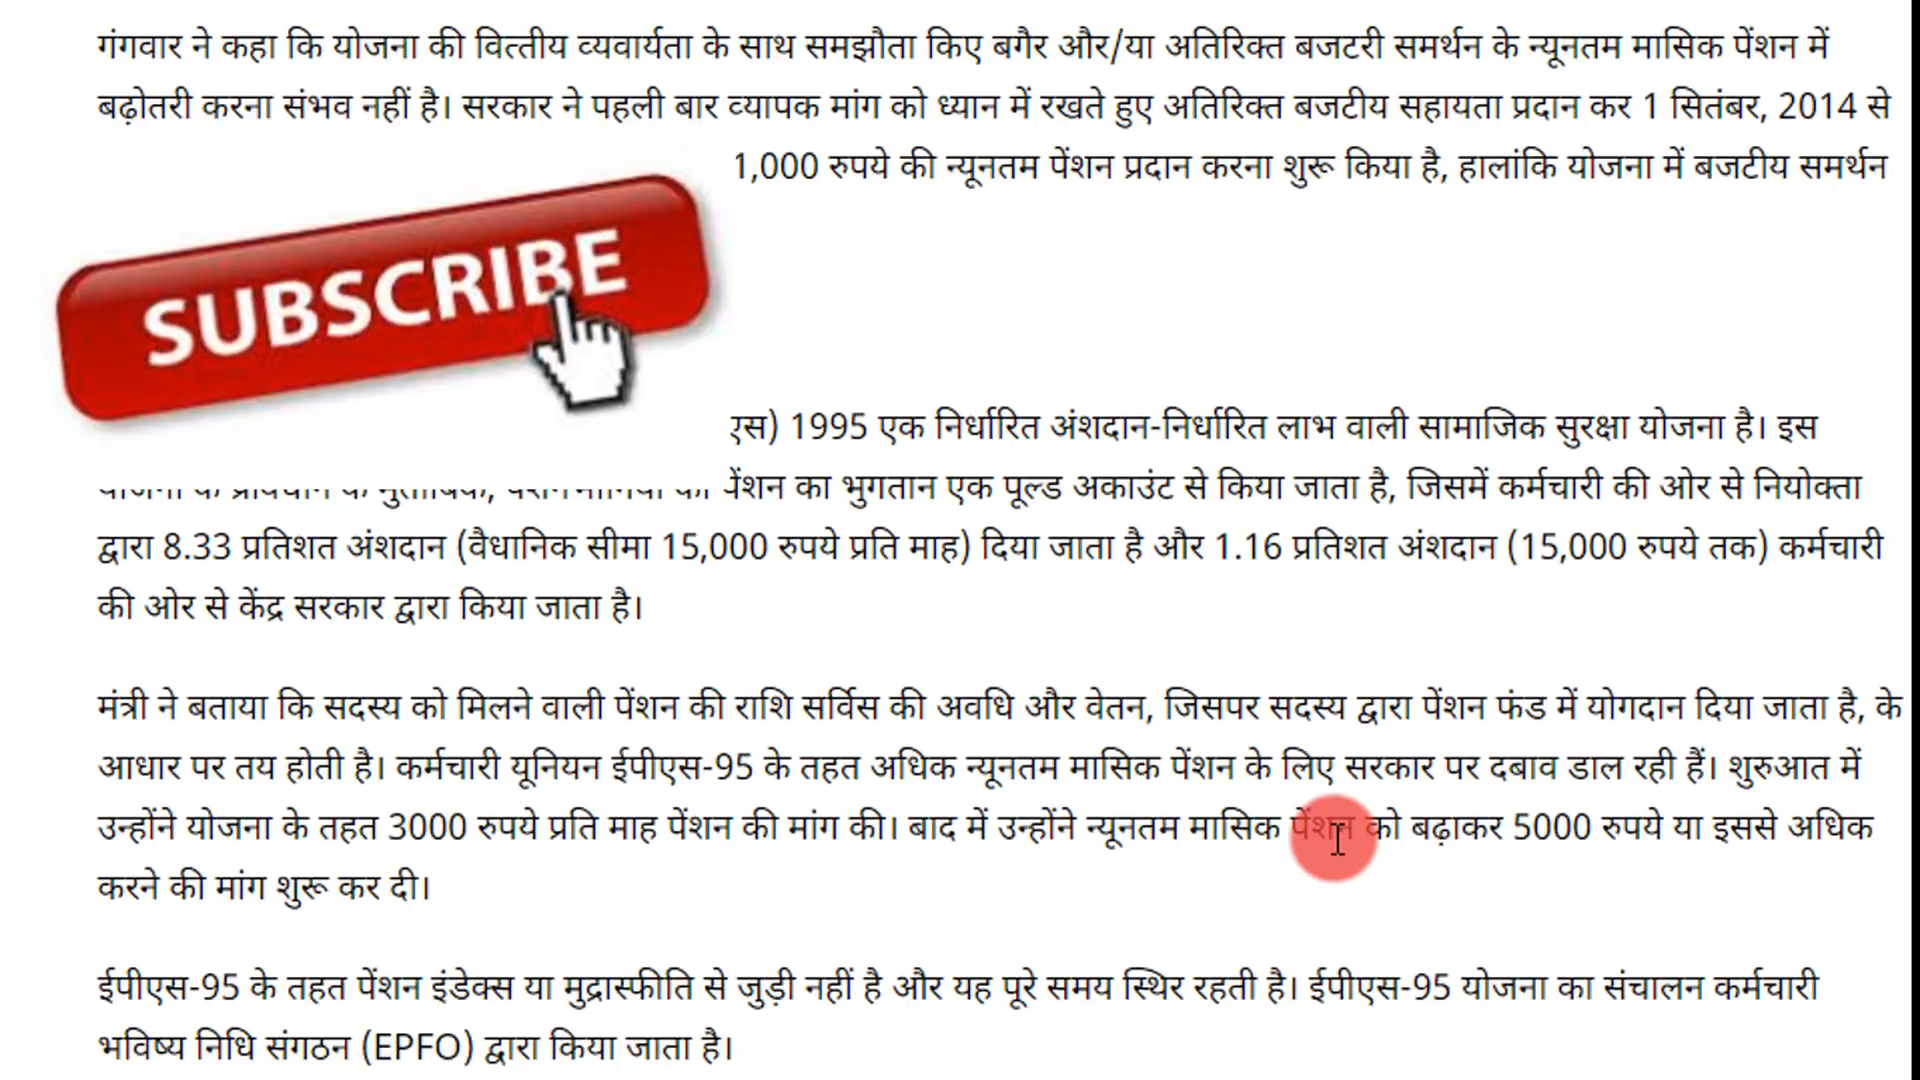 गंगवार ने कहा कि योजना की वित्तीय व्यवार्यता के साथ समझौता किए बगैर और/या अतिरिक्त बजटरी समर्थन के न्यूनतम मासिक पेंशन में
बढ़ोतरी करना संभव नहीं है। सरकार ने पहली बार व्यापक मांग को ध्यान में रखते हुए अतिरिक्त बजटीय सहायता प्रदान कर 1 सितंबर, 2014 से
1,000 रुपये की न्यूनतम पेंशन प्रदान करना शुरू किया है, हालांकि योजना में बजटीय समर्थन
SUBSCRIBE
एस) 1995 एक निर्धारित अंशदान-निर्धारित लाभ वाली सामाजिक सुरक्षा योजना है। इस
पेंशन का भुगतान एक पूल्ड अकाउंट से किया जाता है, जिसमें कर्मचारी की ओर से नियोक्ता
द्वारा 8.33 प्रतिशत अंशदान (वैधानिक सीमा 15,000 रुपये प्रति माह) दिया जाता है और 1.16 प्रतिशत अंशदान (15,000 रुपये तक) कर्मचारी
की ओर से केंद्र सरकार द्वारा किया जाता है।
मंत्री ने बताया कि सदस्य को मिलने वाली पेंशन की राशि सर्विस की अवधि और वेतन, जिसपर सदस्य द्वारा पेंशन फंड में योगदान दिया जाता है, के
आधार पर तय होती है। कर्मचारी यूनियन ईपीएस-95 के तहत अधिक न्यूनतम मासिक पेंशन के लिए सरकार पर दबाव डाल रही हैं। शुरुआत में
उन्होंने योजना के तहत 3000 रुपये प्रति माह पेंशन की मांग की। बाद में उन्होंने न्यूनतम मासिक पेंशन को बढ़ाकर 5000 रुपये या इससे अधिक
करने की मांग शुरू कर दी।
ईपीएस-95 के तहत पेंशन इंडेक्स या मुद्रास्फीति से जुड़ी नहीं है और यह पूरे समय स्थिर रहती है। ईपीएस-95 योजना का संचालन कर्मचारी
भविष्य निधि संगठन (EPFO) द्वारा किया जाता है।